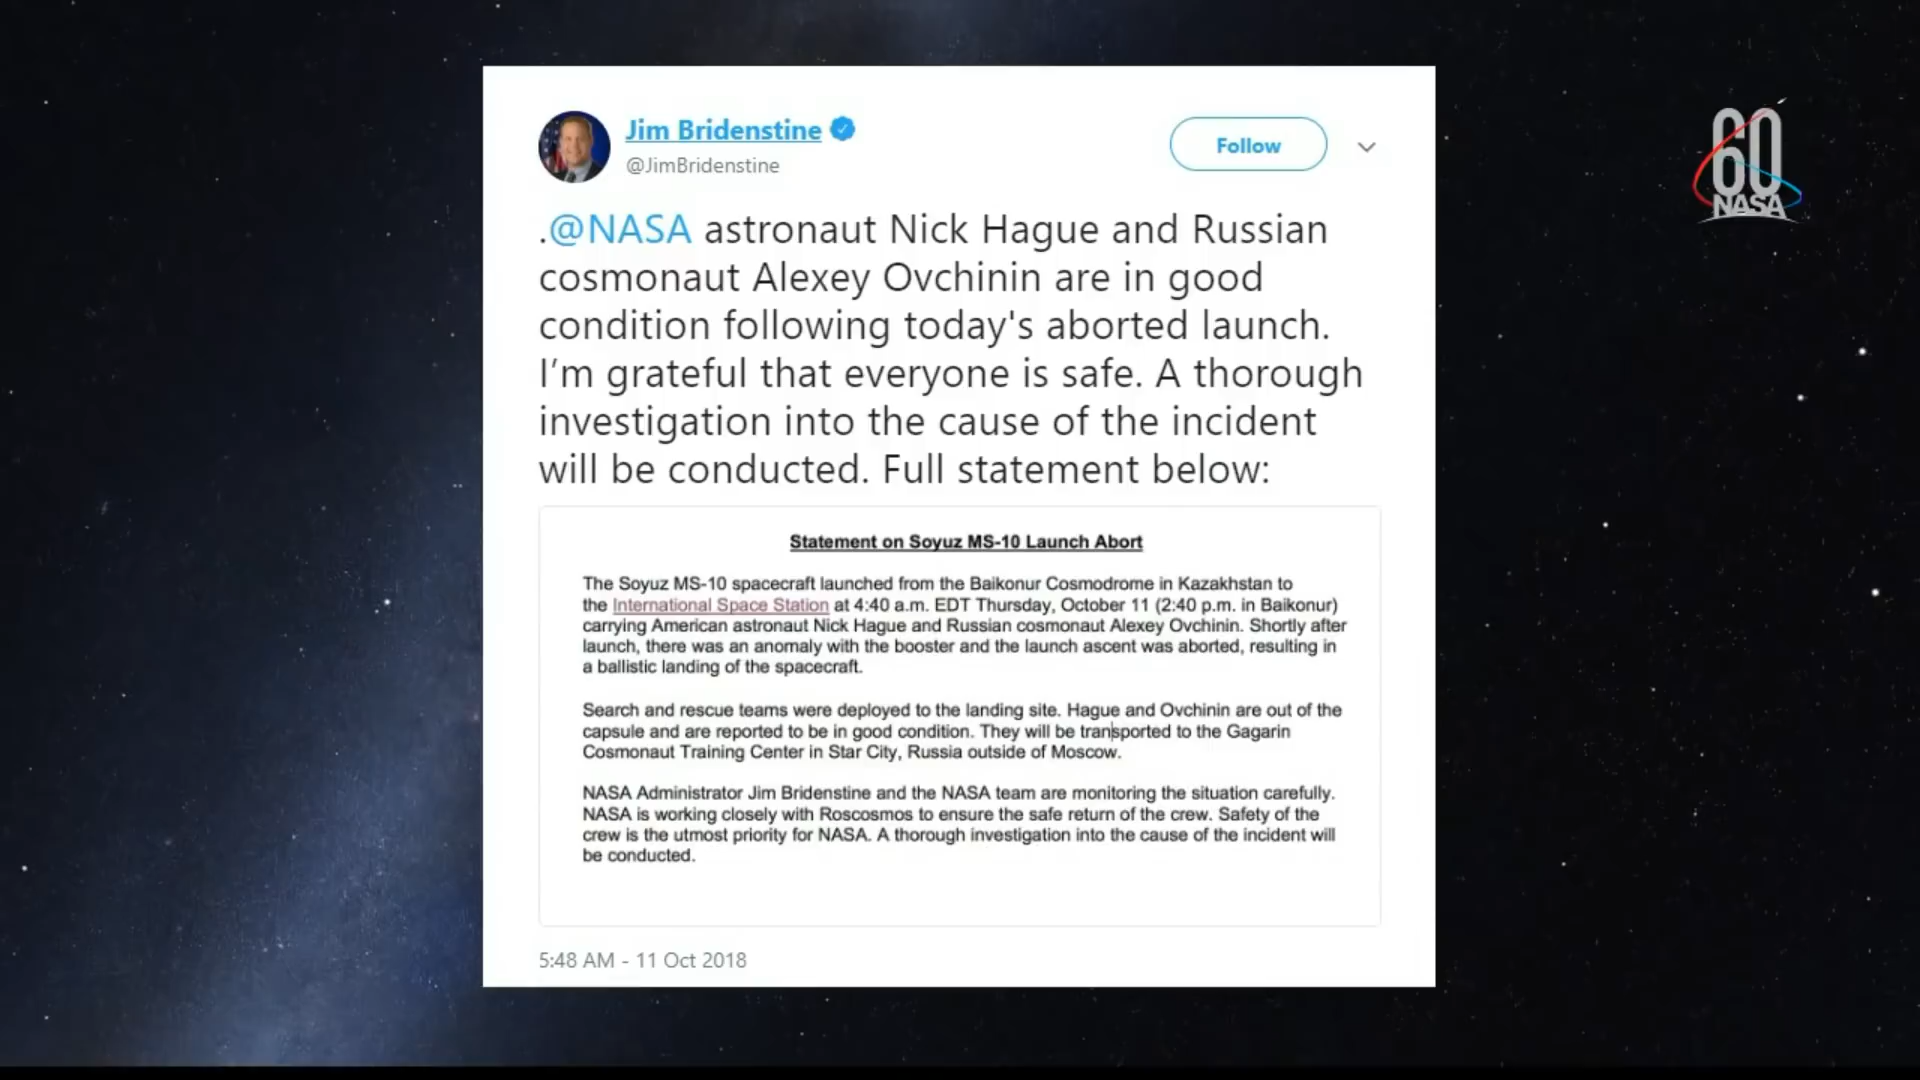 Jim Bridenstine
@JimBridenstine
Follow
60
NASA
.@NASA astronaut Nick Hague and Russian
cosmonaut Alexey Ovchinin are in good
condition following today's aborted launch.
I’m grateful that everyone is safe. A thorough
investigation into the cause of the incident
will be conducted. Full statement below:
Statement on Soyuz MS-10 Launch Abort
The Soyuz MS-10 spacecraft launched from the Baikonur Cosmodrome in Kazakhstan to
the International Space Station at 4:40 a.m. EDT Thursday, October 11 (2:40 p.m. in Baikonur)
carrying American astronaut Nick Hague and Russian cosmonaut Alexey Ovchinin. Shortly after
launch, there was an anomaly with the booster and the launch ascent was aborted, resulting in
a ballistic landing of the spacecraft.
Search and rescue teams were deployed to the landing site. Hague and Ovchinin are out of the
capsule and are reported to be in good condition. They will be transported to the Gagarin
Cosmonaut Training Center in Star City, Russia outside of Moscow.
NASA Administrator Jim Bridenstine and the NASA team are monitoring the situation carefully.
NASA is working closely with Roscosmos to ensure the safe return of the crew. Safety of the
crew is the utmost priority for NASA. A thorough investigation into the cause of the incident will
be conducted.
5:48 AM - 11 Oct 2018